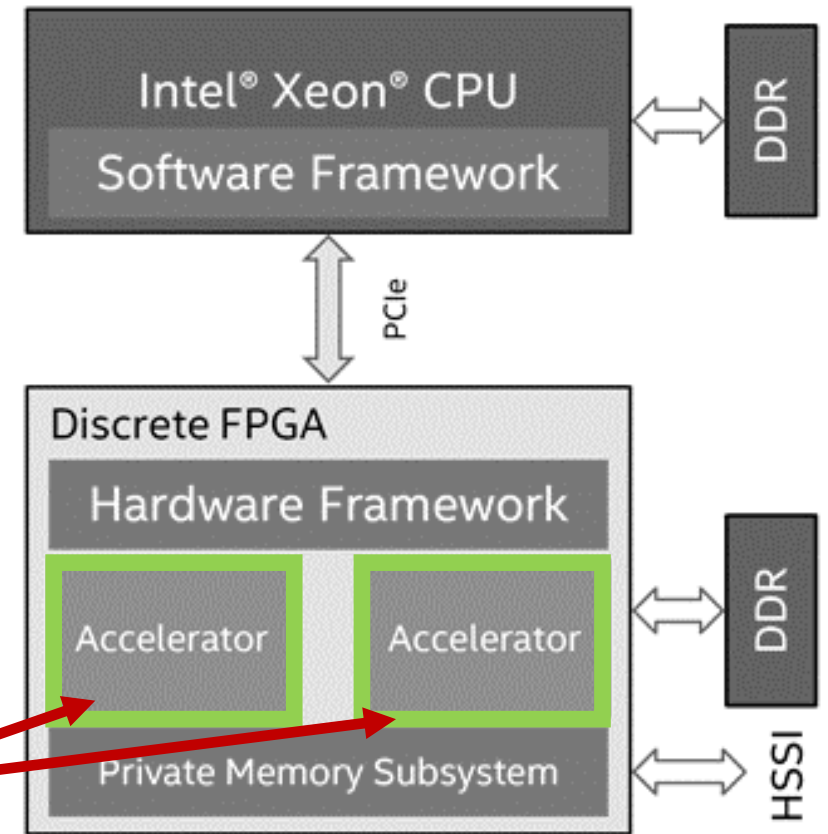 Intel® Xeon® CPU
Software Framework
DDR
PCIe
Discrete FPGA
Hardware Framework
Accelerator
Accelerator
DDR
Private Memory Subsystem
HSSI